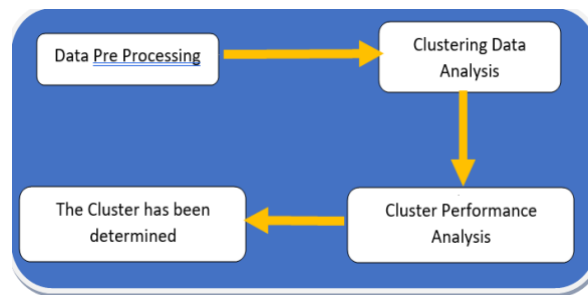 Data Pre Processing
Clustering Data
Analysis
Cluster Performance
Analysis
The Cluster has been
determined